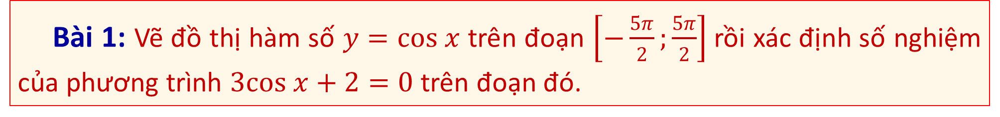 Bài 1: Vẽ đồ thị hàm số y = cos x trên đoạn [−5π/2; 5π/2] rồi xác định số nghiệm
của phương trình 3cos x + 2 = 0 trên đoạn đó.